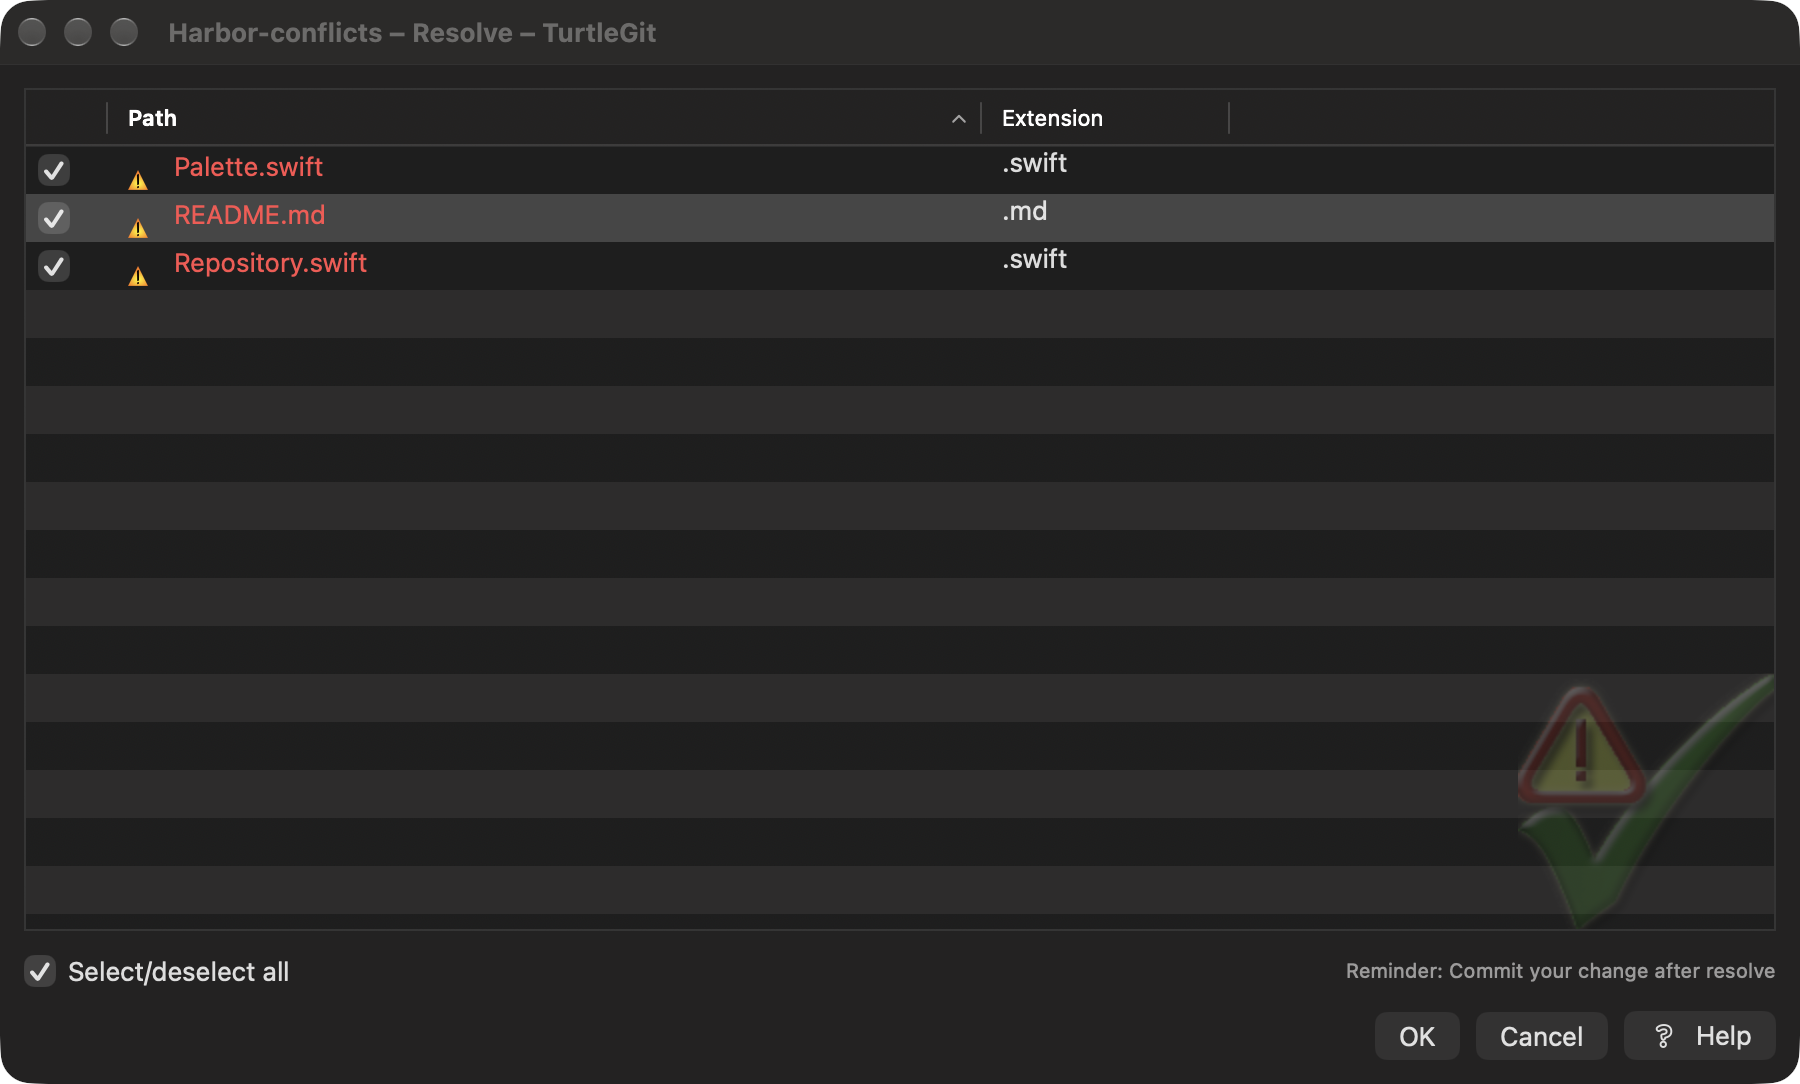 Harbor-conflicts – Resolve – TurtleGit
Path Extension
Palette.swift .swift
README.md .md
Repository.swift .swift
Select/deselect all
Reminder: Commit your change after resolve
OK Cancel ? Help